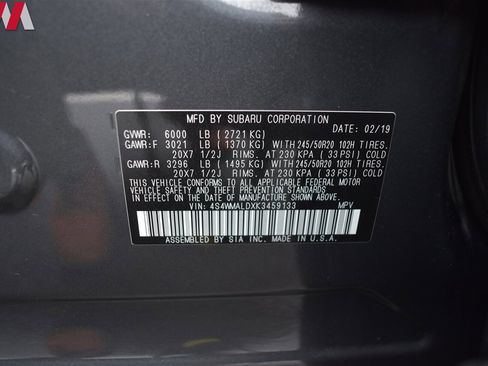 M
MFD BY SUBARU CORPORATION
GVWR: 6000 LB (2721 KG) DATE: 02/19
GAWR:F 3021 LB (1370 KG) WITH 245/50R20 102H TIRES.
20X7 1/2J RIMS. AT 230 KPA (33 PSI) COLD
GAWR:R 3296 LB (1495 KG) WITH 245/50R20 102H TIRES.
20X7 1/2J RIMS. AT 230 KPA (33 PSI) COLD
THIS VEHICLE CONFORMS TO ALL APPLICABLE FEDERAL MOTOR
VEHICLE SAFETY AND THEFT PREVENTION STANDARDS
IN EFFECT ON THE DATE OF MANUFACTURE SHOWN ABOVE.
VIN: 4S4WMALDXK3459133 MPV
ASSEMBLED BY SIA INC. MADE IN U.S.A.